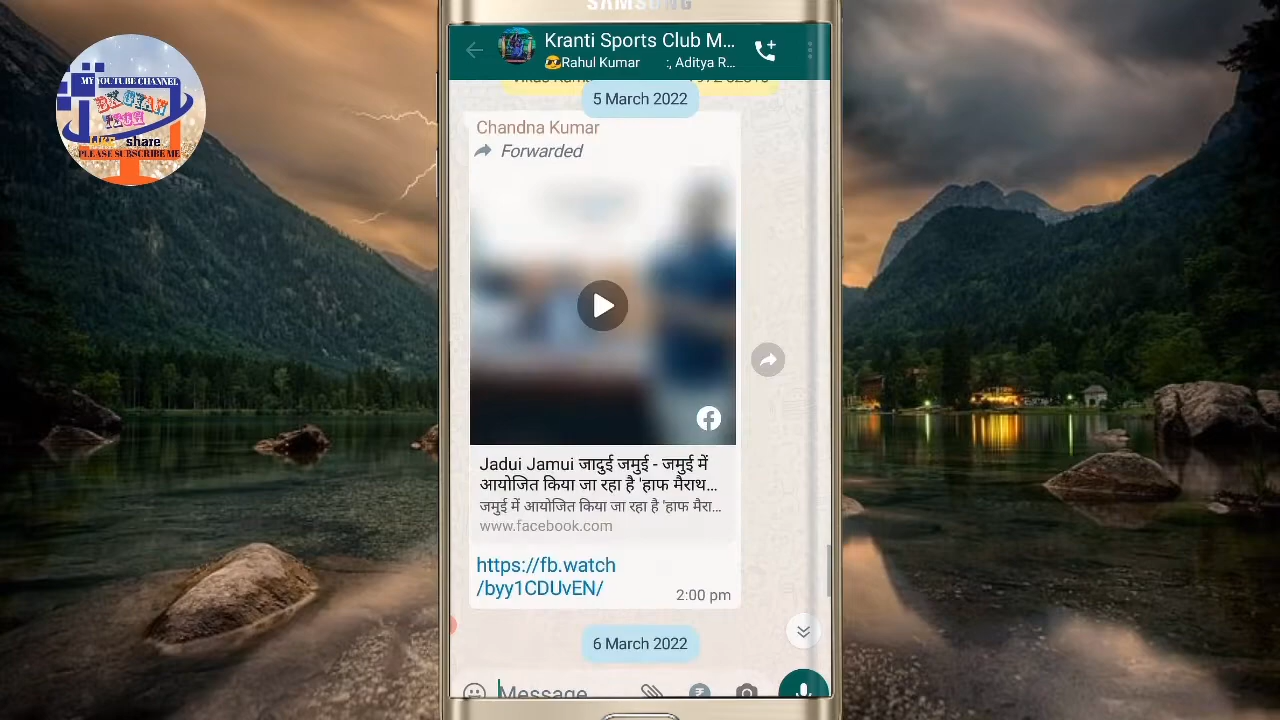 SAMSUNG
Kranti Sports Club M...
Rahul Kumar :, Aditya R...
5 March 2022
Chandna Kumar
Forwarded
Jadui Jamui जादुई जमुई - जमुई में
आयोजित किया जा रहा है 'हाफ मैराथ...
जमुई में आयोजित किया जा रहा है 'हाफ मैरा...
www.facebook.com
https://fb.watch
/byy1CDUvEN/
2:00 pm
6 March 2022
Message
MY YOUTUBE CHANNEL
LIKE share
PLEASE SUBSCRIBE ME